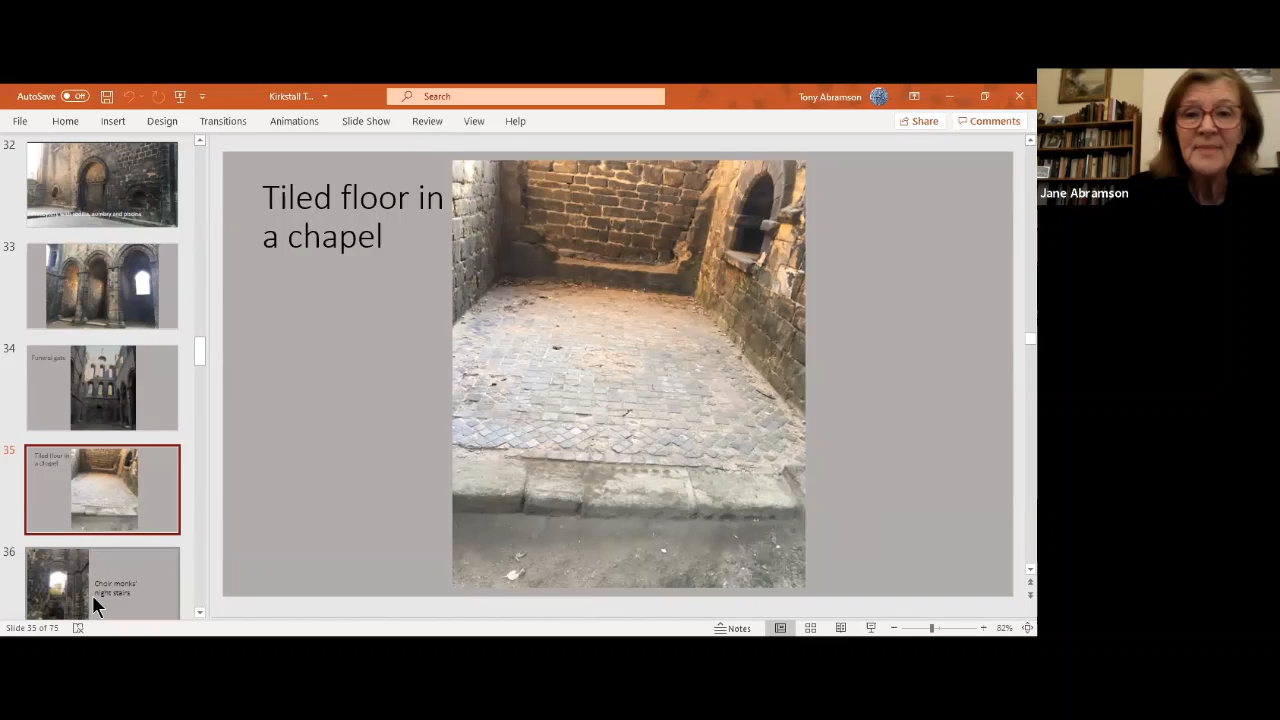 AutoSave Off
Kirkstall T...
Search
Tony Abramson
File Home Insert Design Transitions Animations Slide Show Review View Help
Share Comments
32
33
34
Funeral gate
35
Tiled floor in
a chapel
36
Choir monks'
night stairs
Tiled floor in
a chapel
Slide 35 of 75
Notes
82%
Jane Abramson